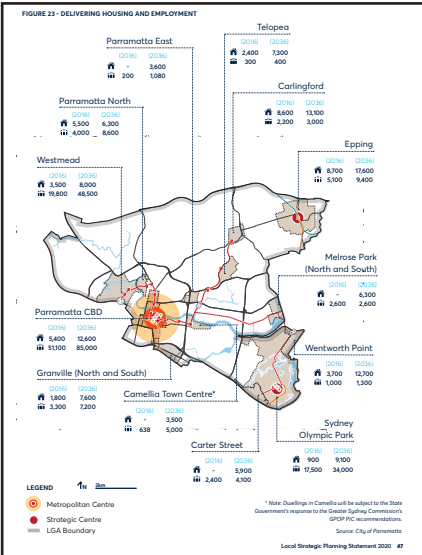 FIGURE 23 - DELIVERING HOUSING AND EMPLOYMENT
Telopea
(2016) (2036)
2,400 7,300
300 400
Parramatta East
(2016) (2036)
- 3,600
200 1,080
Carlingford
(2016) (2036)
8,600 13,100
2,200 3,000
Parramatta North
(2016) (2036)
5,500 6,300
4,000 8,600
Epping
(2016) (2036)
8,700 17,600
5,100 9,400
Westmead
(2016) (2036)
3,500 8,000
19,800 48,500
Melrose Park
(North and South)
(2016) (2036)
- 6,300
2,600 2,600
Parramatta CBD
(2016) (2036)
5,400 12,600
51,100 85,000
Wentworth Point
(2016) (2036)
3,700 12,700
1,000 1,300
Granville (North and South)
(2016) (2036)
1,800 7,600
3,300 7,200
Camellia Town Centre*
(2016) (2036)
- 3,500
638 5,000
Sydney
Olympic Park
(2016) (2036)
900 9,100
17,500 34,000
Carter Street
(2016) (2036)
- 5,900
2,400 4,100
LEGEND
N 2km
Metropolitan Centre
Strategic Centre
LGA Boundary
* Note: Dwellings in Camellia will be subject to the
Government's response to the Greater Sydney Commission's
GPOP PIC recommendations.
Source: City of Parramatta
Local Strategic Planning Statement 2020 47